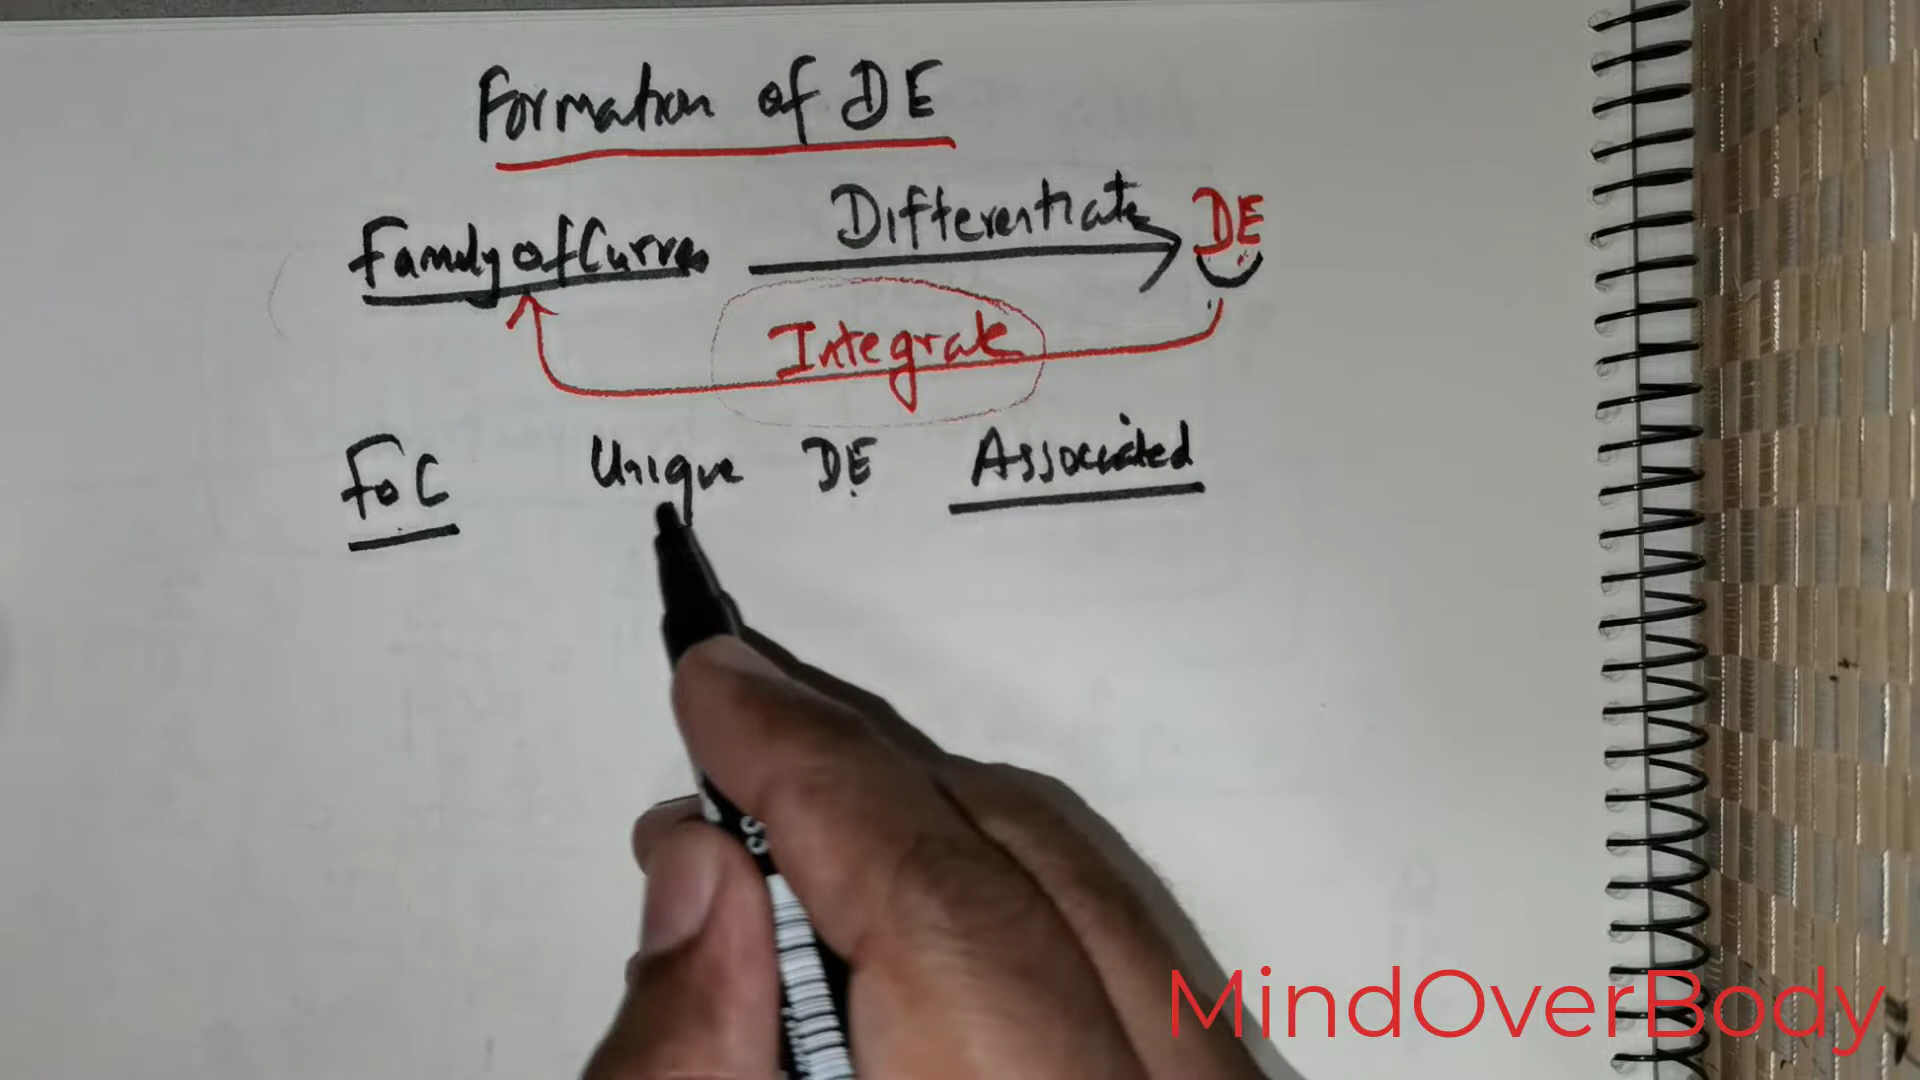 Formation of DE
Family of Curves Differentiate DE
Integrate
FoC Unique DE Associated
MindOverBody